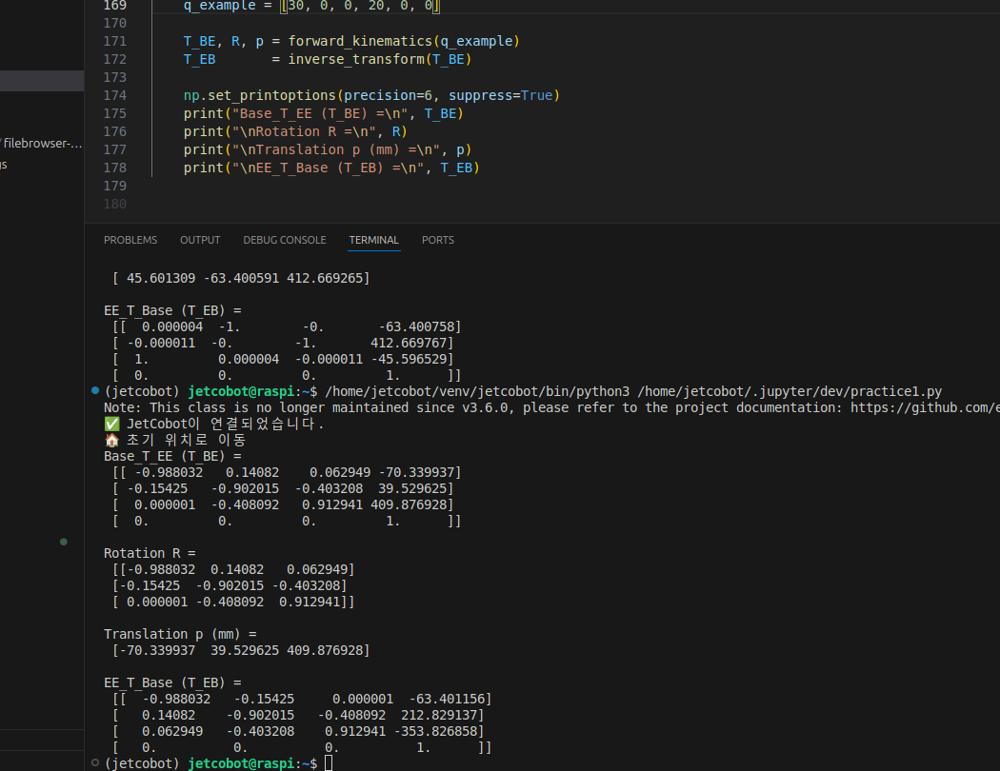 169 q_example = [30, 0, 0, 20, 0, 0]
170
171 T_BE, R, p = forward_kinematics(q_example)
172 T_EB       = inverse_transform(T_BE)
173
174 np.set_printoptions(precision=6, suppress=True)
175 print("Base_T_EE (T_BE) =\n", T_BE)
176 print("\nRotation R =\n", R)
177 print("\nTranslation p (mm) =\n", p)
178 print("\nEE_T_Base (T_EB) =\n", T_EB)
179
180
/filebrowser-...
gs
PROBLEMS OUTPUT DEBUG CONSOLE TERMINAL PORTS
[ 45.601309 -63.400591 412.669265]
EE_T_Base (T_EB) =
[[  0.000004  -1.        -0.       -63.400758]
[ -0.000011  -0.        -1.       412.669767]
[  1.         0.000004  -0.000011 -45.596529]
[  0.         0.         0.         1.      ]]
(jetcobot) jetcobot@raspi:~$ /home/jetcobot/venv/jetcobot/bin/python3 /home/jetcobot/.jupyter/dev/practice1.py
Note: This class is no longer maintained since v3.6.0, please refer to the project documentation: https://github.com/e
✅ JetCobot이 연결되었습니다.
🏠 초기 위치로 이동
Base_T_EE (T_BE) =
[[ -0.988032   0.14082    0.062949 -70.339937]
[ -0.15425   -0.902015  -0.403208  39.529625]
[  0.000001  -0.408092   0.912941 409.876928]
[  0.         0.         0.         1.      ]]
Rotation R =
[[-0.988032  0.14082   0.062949]
[-0.15425  -0.902015 -0.403208]
[ 0.000001 -0.408092  0.912941]]
Translation p (mm) =
[-70.339937  39.529625 409.876928]
EE_T_Base (T_EB) =
[[  -0.988032   -0.15425     0.000001  -63.401156]
[   0.14082    -0.902015   -0.408092  212.829137]
[   0.062949   -0.403208    0.912941 -353.826858]
[   0.          0.          0.          1.      ]]
(jetcobot) jetcobot@raspi:~$